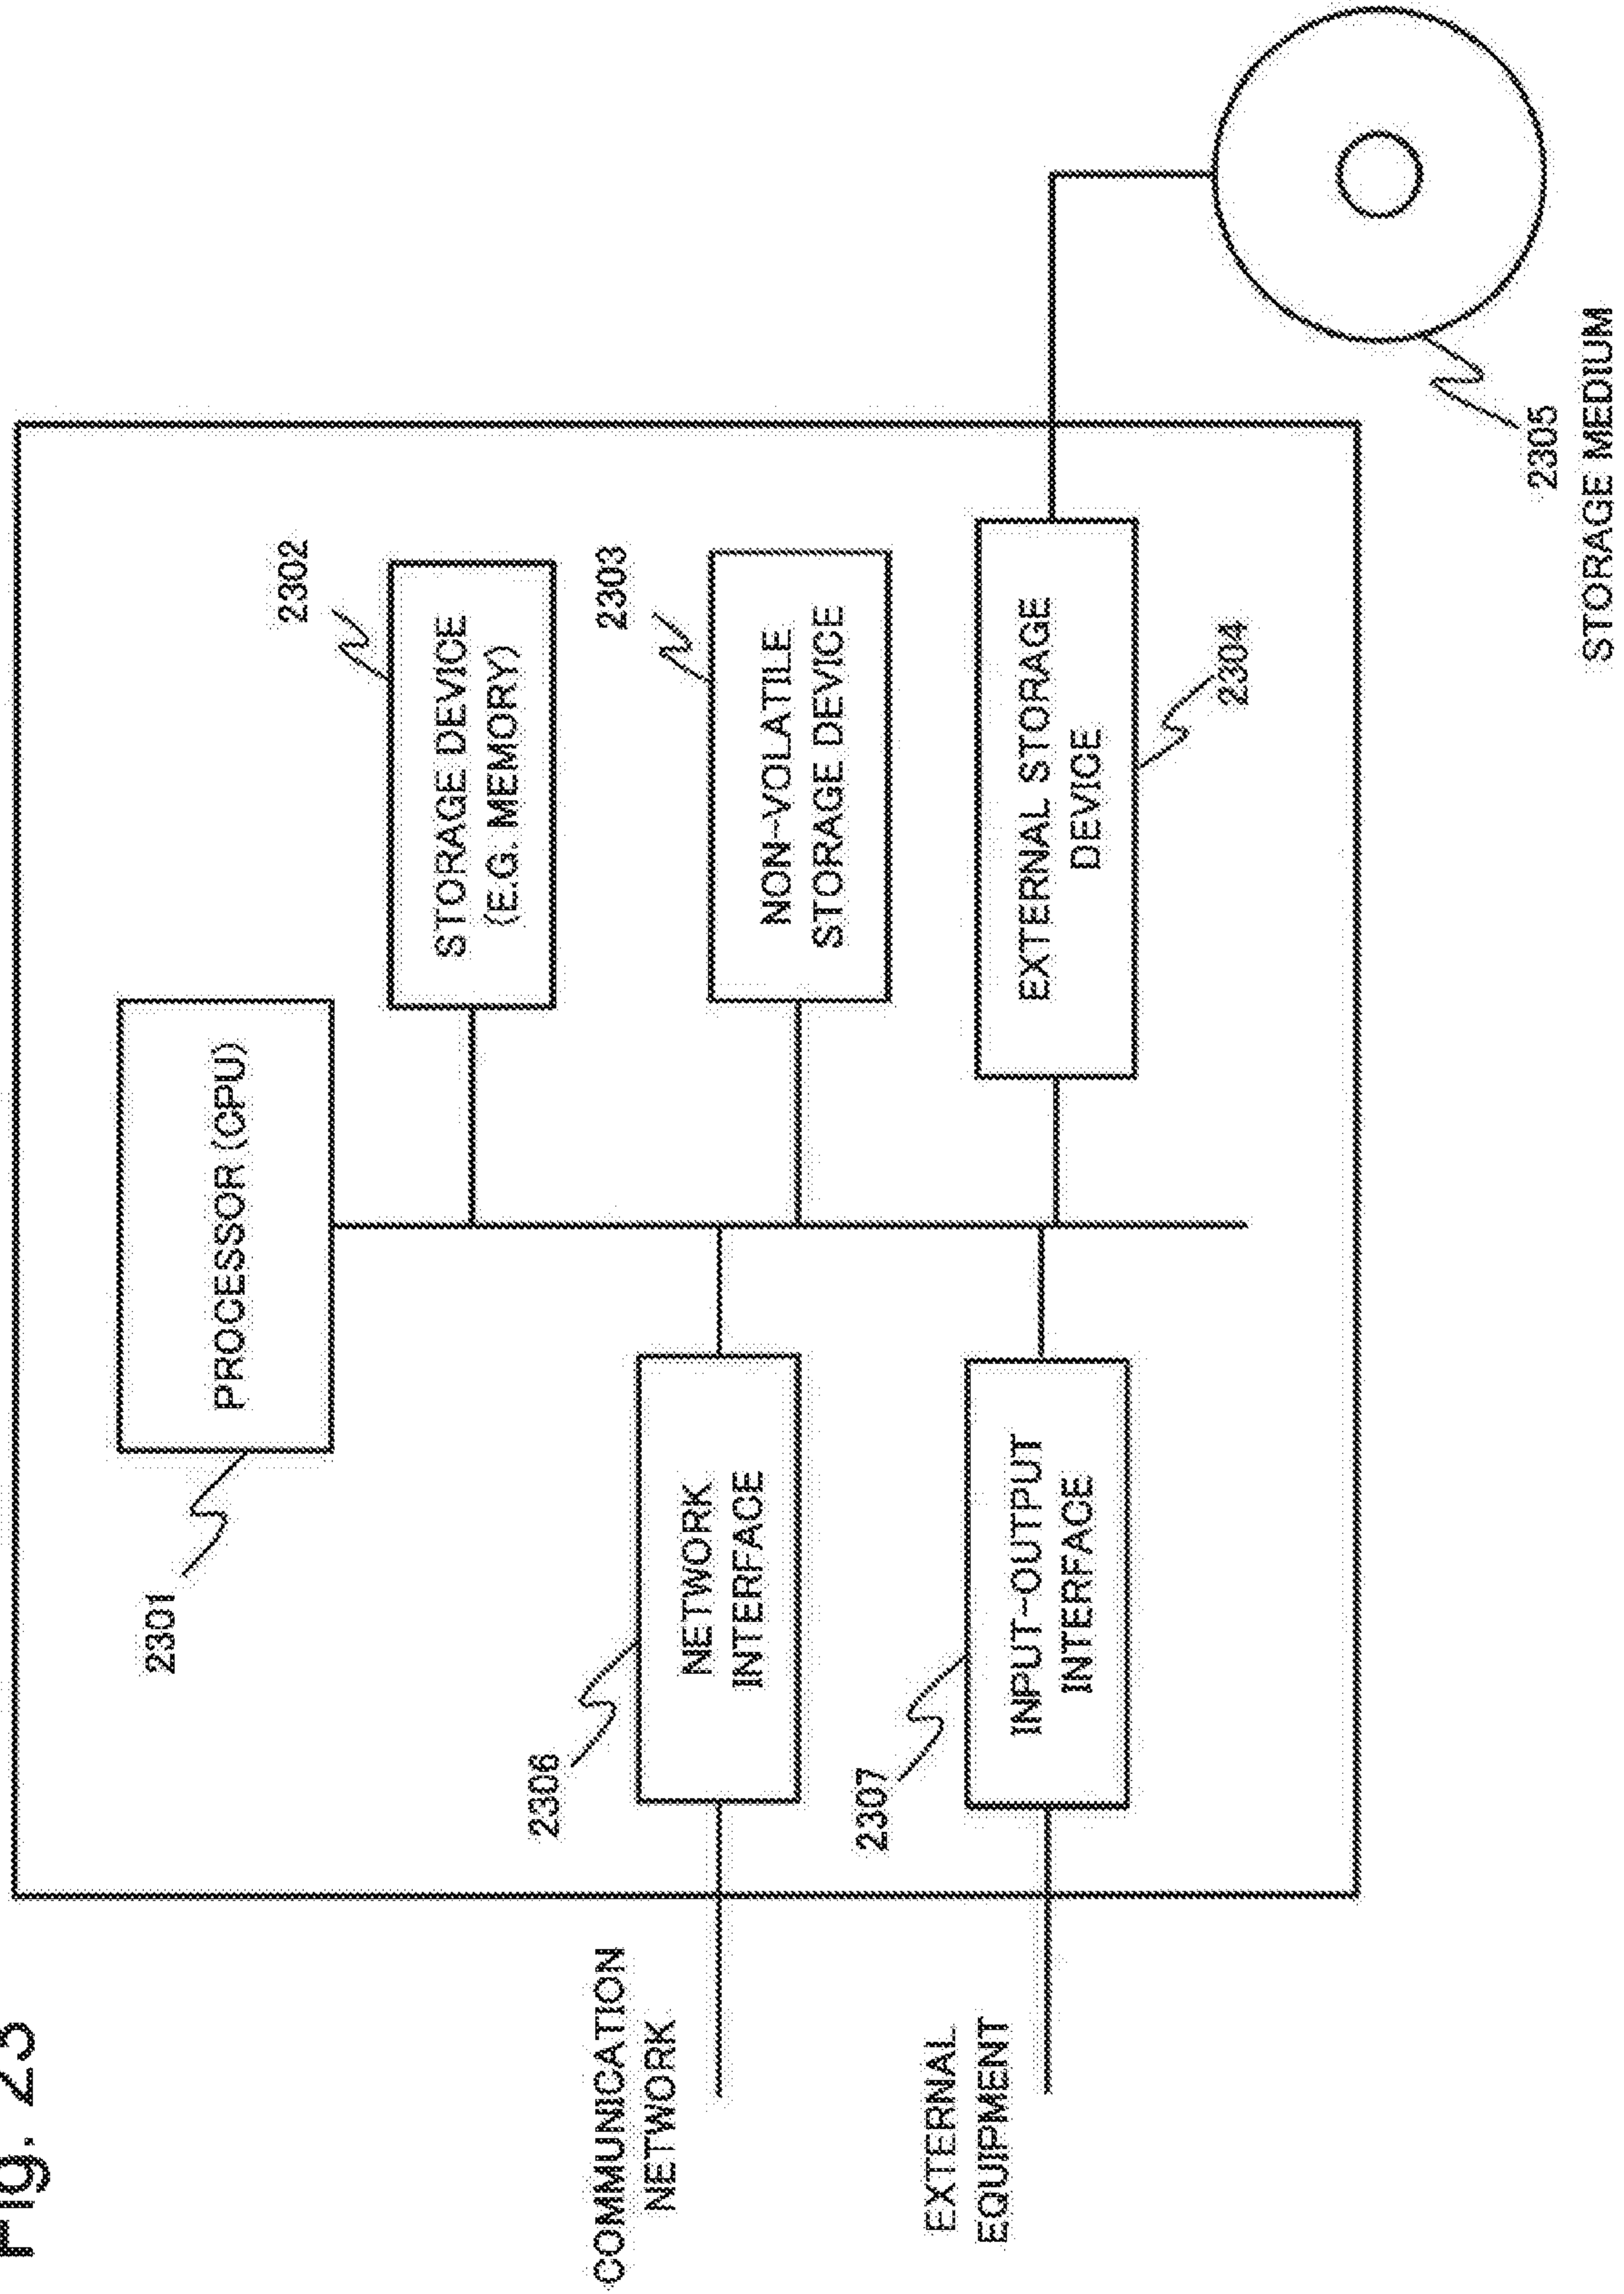 Fig. 23
2301
PROCESSOR (CPU)
2302
STORAGE DEVICE
(E.G. MEMORY)
COMMUNICATION
NETWORK
2306
NETWORK
INTERFACE
2303
NON-VOLATILE
STORAGE DEVICE
EXTERNAL
EQUIPMENT
2307
INPUT-OUTPUT
INTERFACE
EXTERNAL STORAGE
DEVICE
2304
2305
STORAGE MEDIUM